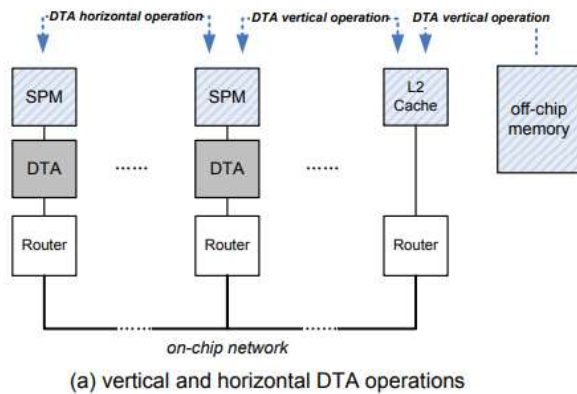 DTA horizontal operation DTA vertical operation DTA vertical operation
SPM SPM L2
Cache off-chip
memory
DTA ...... DTA ......
Router Router Router
on-chip network
(a) vertical and horizontal DTA operations